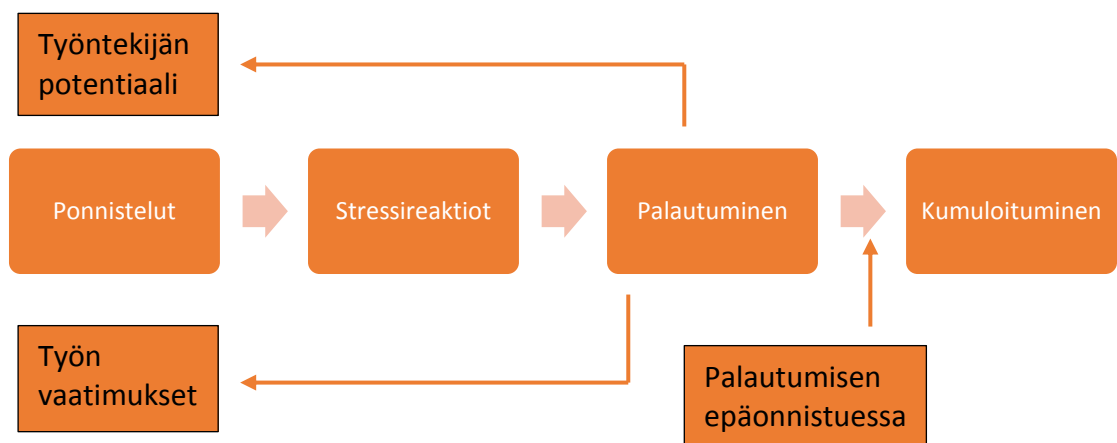 Työntekijän
potentiaali
Ponnistelut
Stressireaktiot
Palautuminen
Kumuloituminen
Työn
vaatimukset
Palautumisen
epäonnistuessa